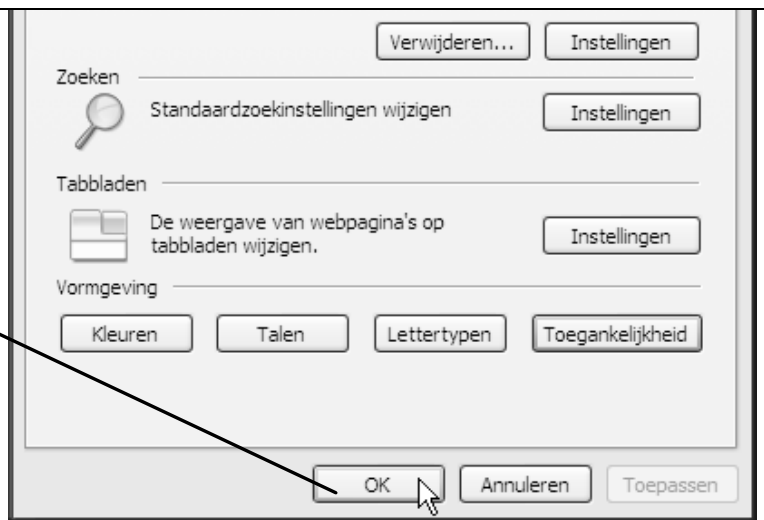 Verwijderen... Instellingen
Zoeken
Standaardzoekinstellingen wijzigen Instellingen
Tabbladen
De weergave van webpagina's op
tabbladen wijzigen. Instellingen
Vormgeving
Kleuren Talen Lettertypen Toegankelijkheid
OK Annuleren Toepassen